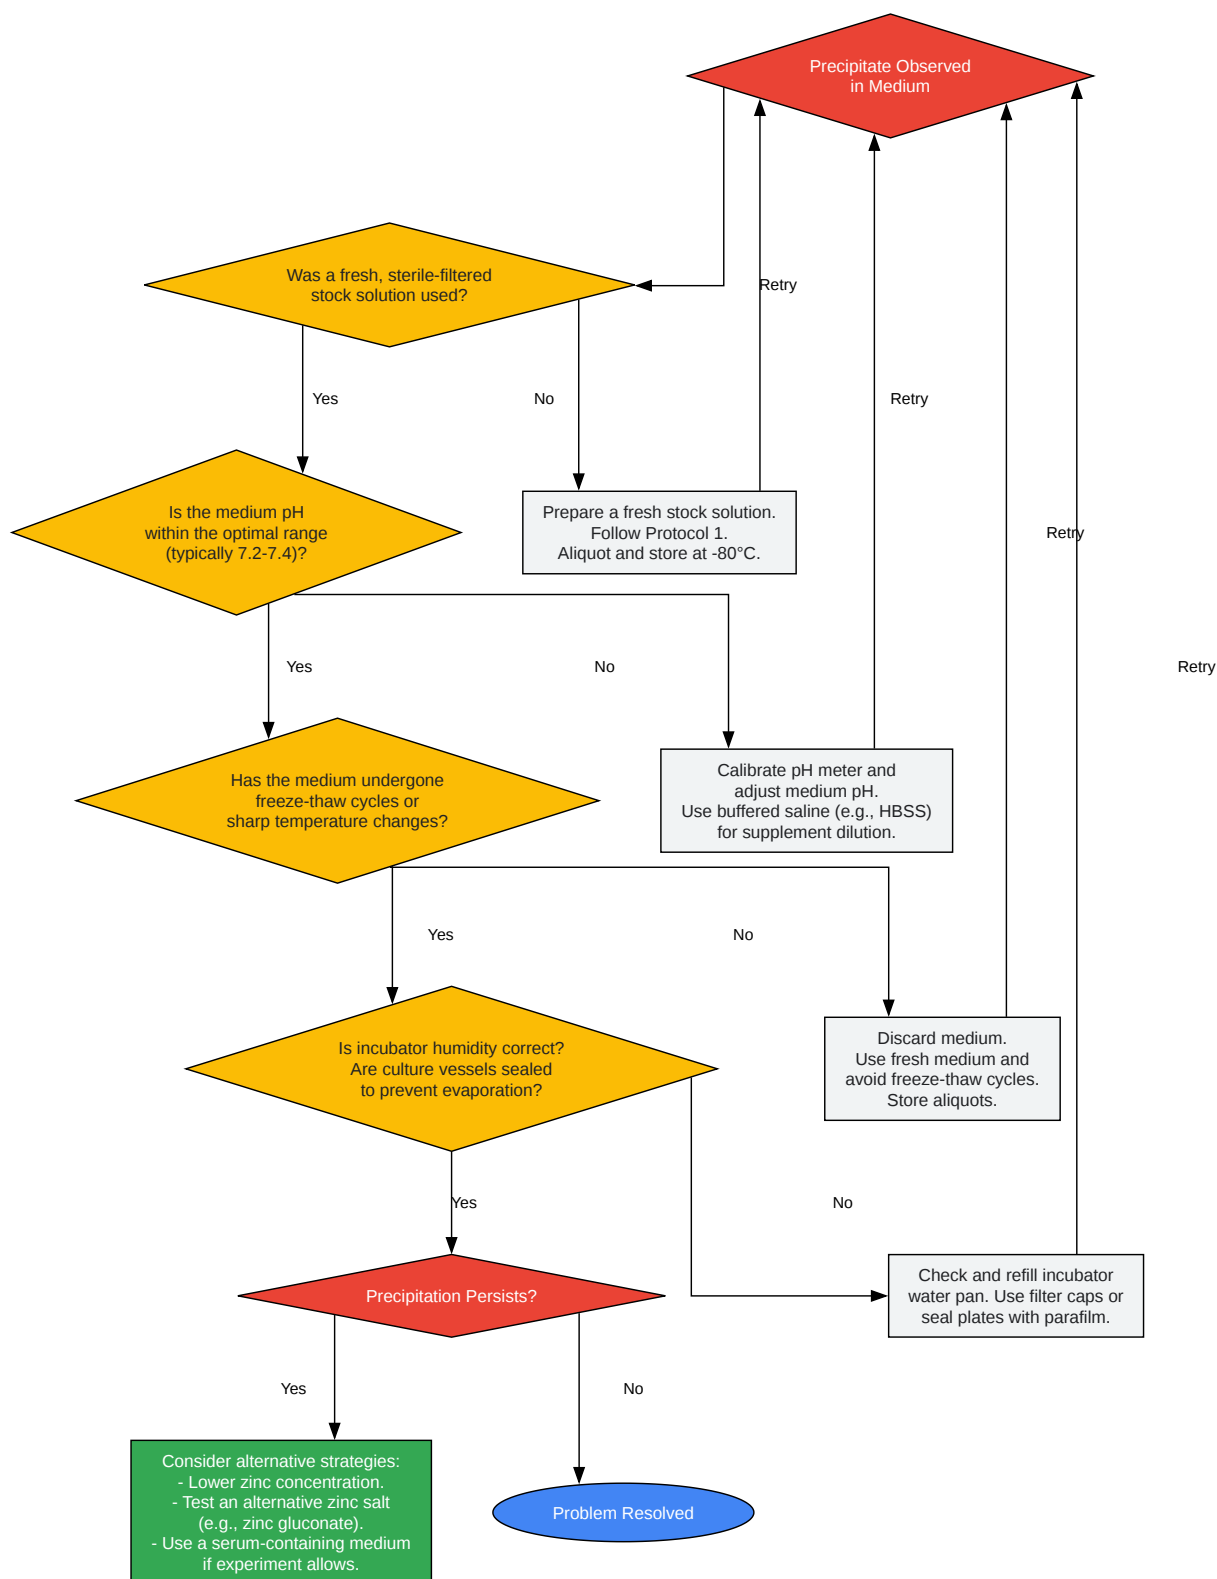 Precipitate Observed
in Medium
Was a fresh, sterile-filtered
stock solution used?
Retry
Yes
No
Retry
Is the medium pH
within the optimal range
(typically 7.2-7.4)?
Prepare a fresh stock solution.
Follow Protocol 1.
Aliquot and store at -80°C.
Retry
Yes
No
Retry
Has the medium undergone
freeze-thaw cycles or
sharp temperature changes?
Calibrate pH meter and
adjust medium pH.
Use buffered saline (e.g., HBSS)
for supplement dilution.
Yes
No
Is incubator humidity correct?
Are culture vessels sealed
to prevent evaporation?
Discard medium.
Use fresh medium and
avoid freeze-thaw cycles.
Store aliquots.
Yes
No
Precipitation Persists?
Check and refill incubator
water pan. Use filter caps or
seal plates with parafilm.
Yes
No
Consider alternative strategies:
- Lower zinc concentration.
- Test an alternative zinc salt
(e.g., zinc gluconate).
- Use a serum-containing medium
if experiment allows.
Problem Resolved